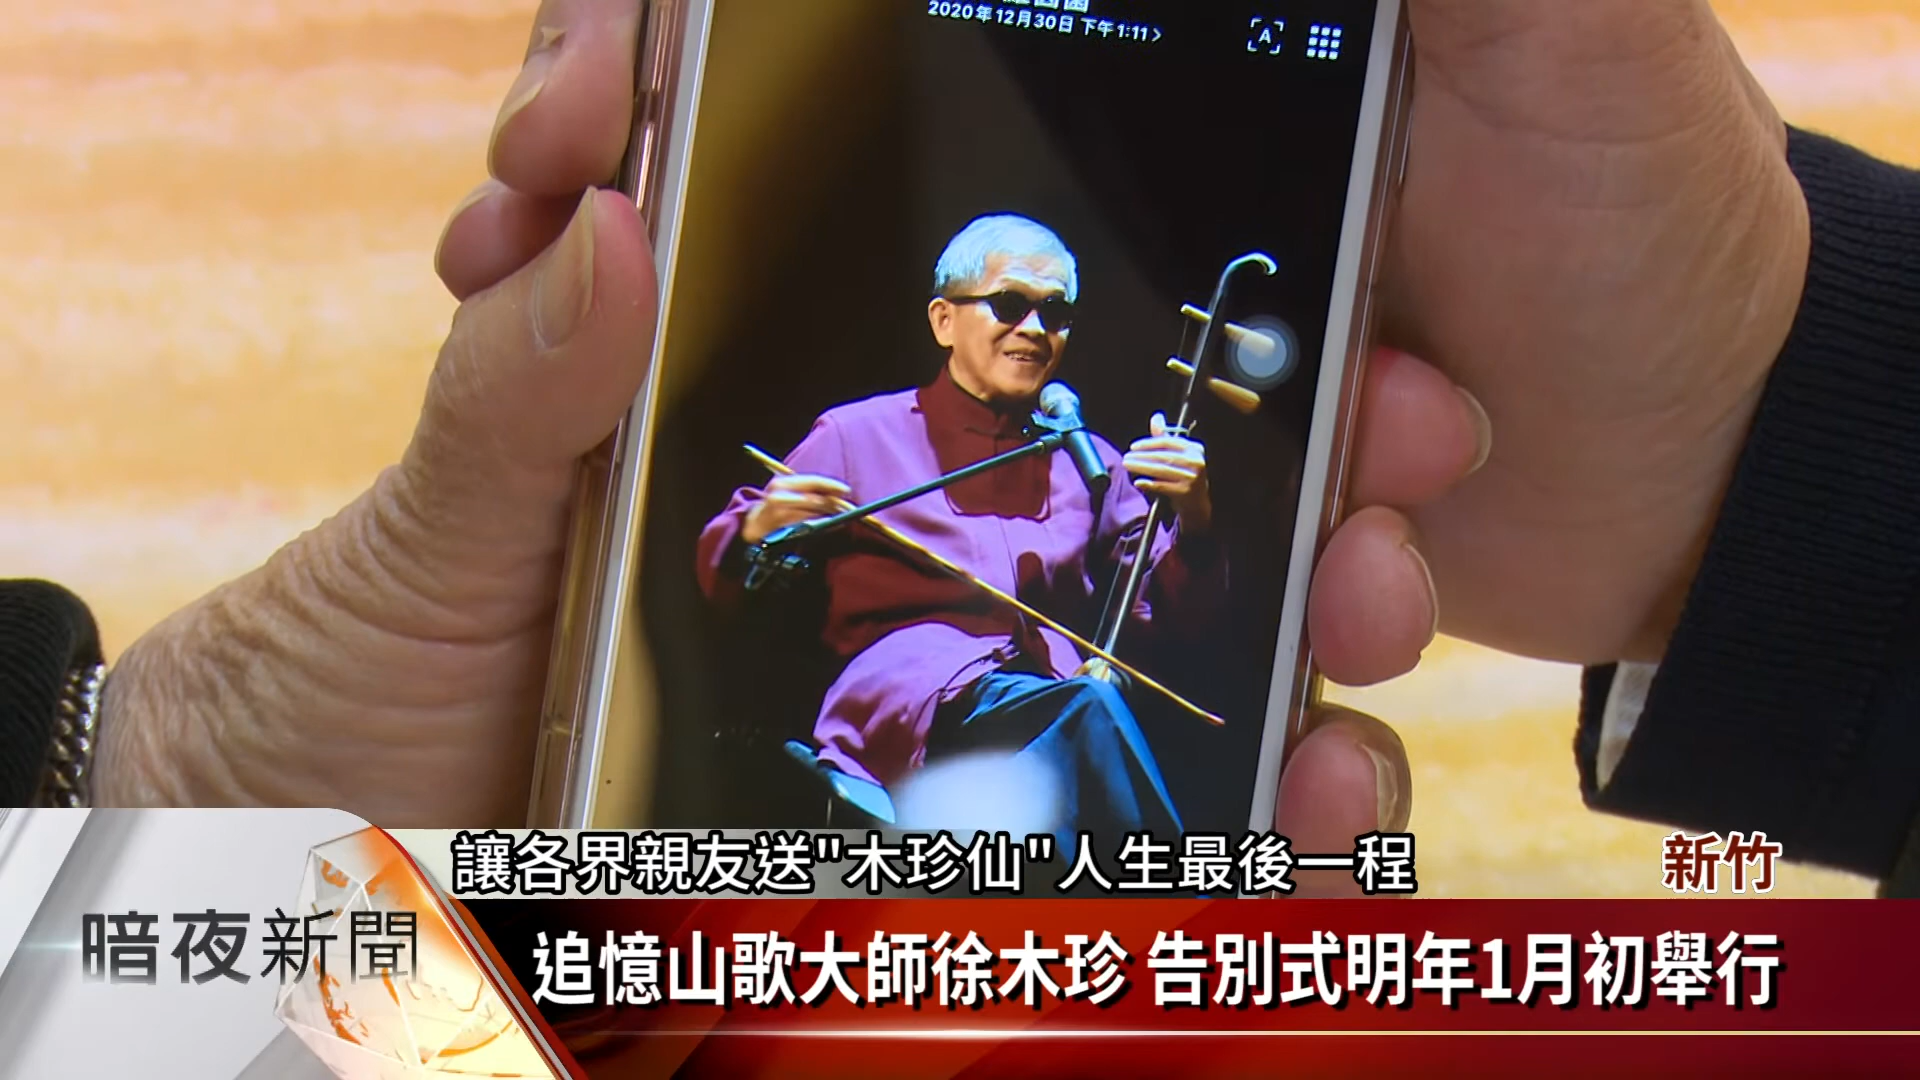 2020年12月30日 下午1:11>
A
讓各界親友送"木珍仙"人生最後一程
新竹
暗夜新聞
追憶山歌大師徐木珍 告別式明年1月初舉行